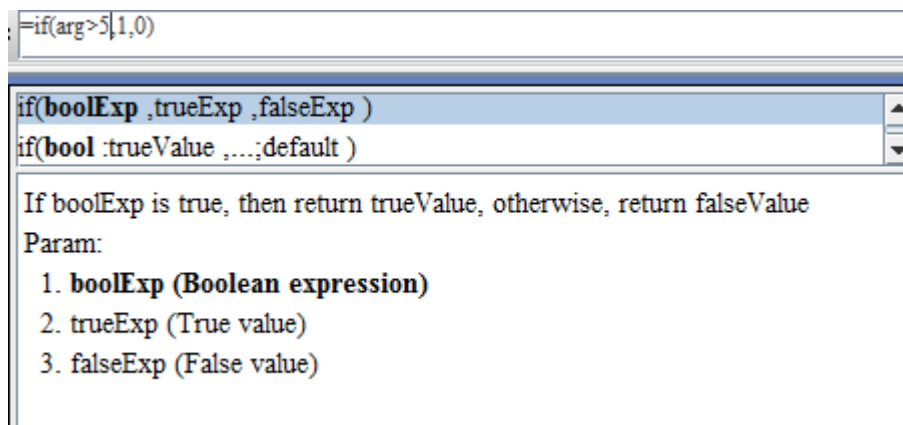 =if(arg>5,1,0)
if(boolExp ,trueExp ,falseExp )
if(bool :trueValue ,...;default )
If boolExp is true, then return trueValue, otherwise, return falseValue
Param:
1. boolExp (Boolean expression)
2. trueExp (True value)
3. falseExp (False value)